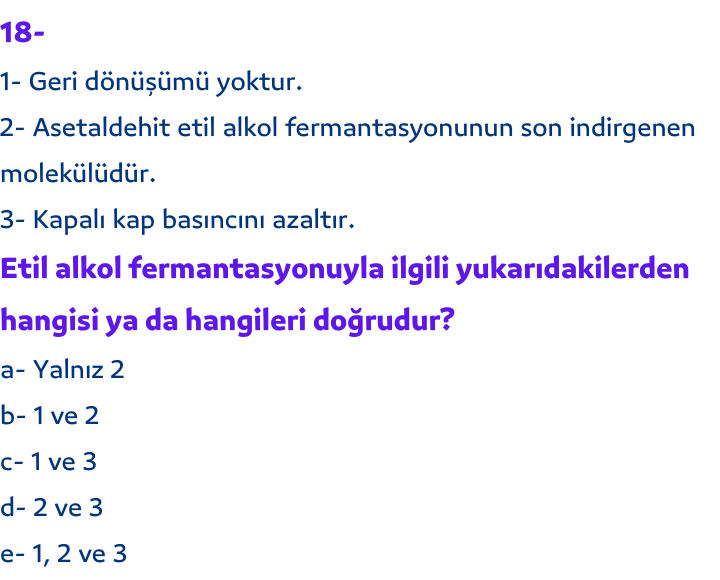 18-
1- Geri dönüşümü yoktur.
2- Asetaldehit etil alkol fermantasyonunun son indirgenen
molekülüdür.
3- Kapalı kap basıncını azaltır.
Etil alkol fermantasyonuyla ilgili yukarıdakilerden
hangisi ya da hangileri doğrudur?
a- Yalnız 2
b- 1 ve 2
c- 1 ve 3
d- 2 ve 3
e- 1, 2 ve 3